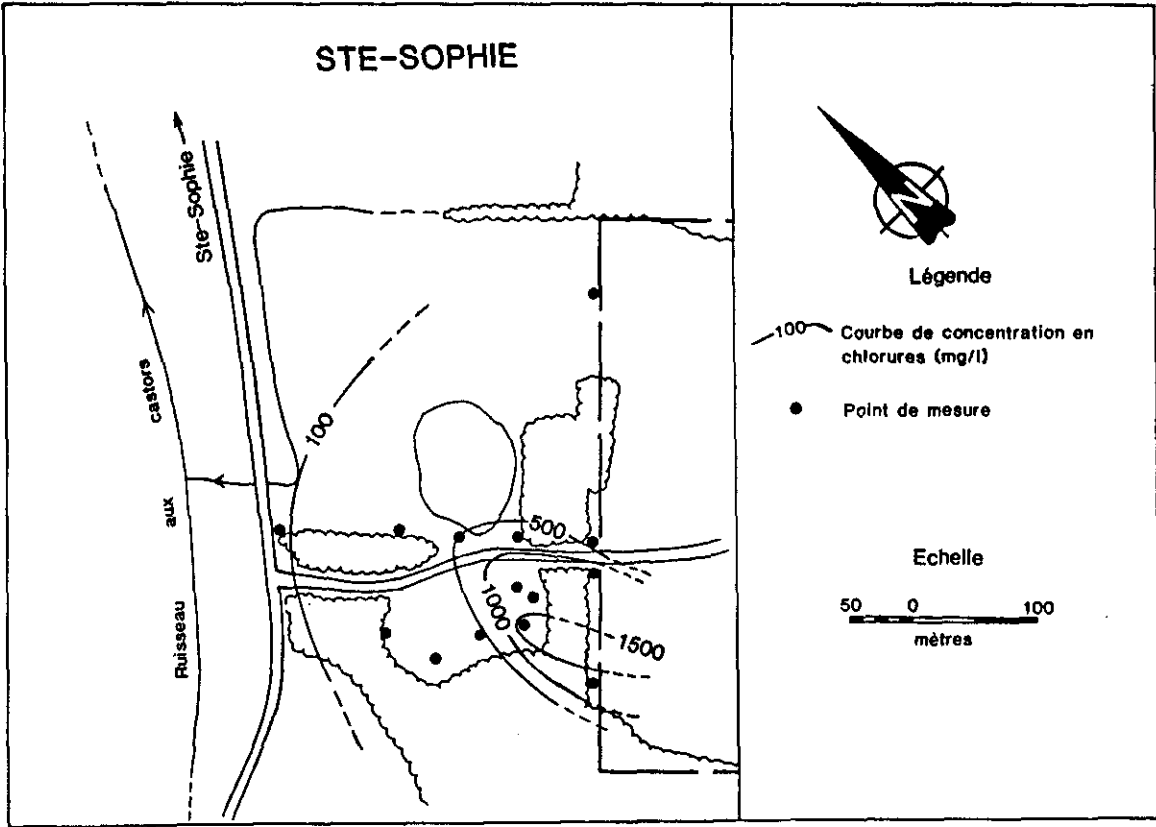 STE-SOPHIE
Ste-Sophie
Ruisseau aux castors
100
500
1000
1500
Légende
100 Courbe de concentration en
chlorures (mg/l)
Point de mesure
Echelle
50 0 100
mètres